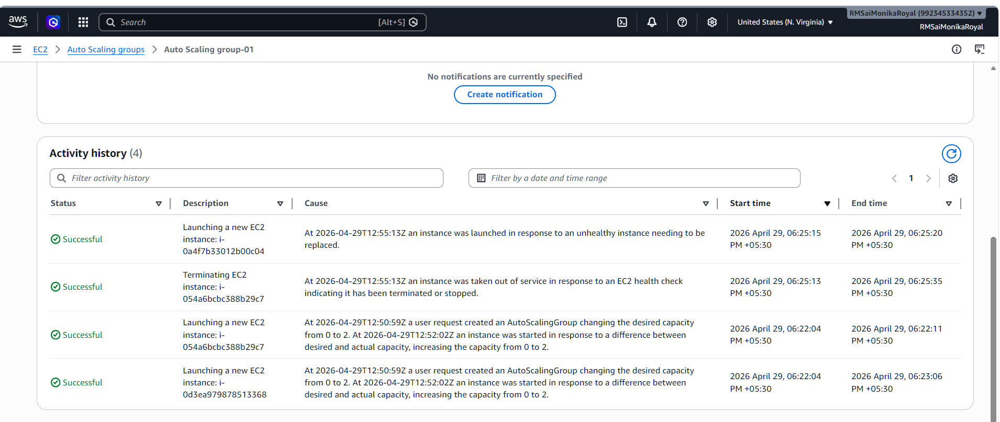 aws
Search
[Alt+S]
United States (N. Virginia)
RMSaiMonikaRoyal (992345334352)
RMSaiMonikaRoyal
EC2
Auto Scaling groups
Auto Scaling group-01
No notifications are currently specified
Create notification
Activity history (4)
Filter activity history
Filter by a date and time range
1
Status
Description
Cause
Start time
End time
Successful
Launching a new EC2
instance: i-
0a4f7b33012b00c04
At 2026-04-29T12:55:13Z an instance was launched in response to an unhealthy instance needing to be
replaced.
2026 April 29, 06:25:15
PM +05:30
2026 April 29, 06:25:20
PM +05:30
Successful
Terminating EC2
instance: i-
054a6bcbc388b29c7
At 2026-04-29T12:55:13Z an instance was taken out of service in response to an EC2 health check
indicating it has been terminated or stopped.
2026 April 29, 06:25:13
PM +05:30
2026 April 29, 06:25:35
PM +05:30
Successful
Launching a new EC2
instance: i-
054a6bcbc388b29c7
At 2026-04-29T12:50:59Z a user request created an AutoScalingGroup changing the desired capacity
from 0 to 2. At 2026-04-29T12:52:02Z an instance was started in response to a difference between
desired and actual capacity, increasing the capacity from 0 to 2.
2026 April 29, 06:22:04
PM +05:30
2026 April 29, 06:22:11
PM +05:30
Successful
Launching a new EC2
instance: i-
0d3ea979878513368
At 2026-04-29T12:50:59Z a user request created an AutoScalingGroup changing the desired capacity
from 0 to 2. At 2026-04-29T12:52:02Z an instance was started in response to a difference between
desired and actual capacity, increasing the capacity from 0 to 2.
2026 April 29, 06:22:04
PM +05:30
2026 April 29, 06:23:06
PM +05:30